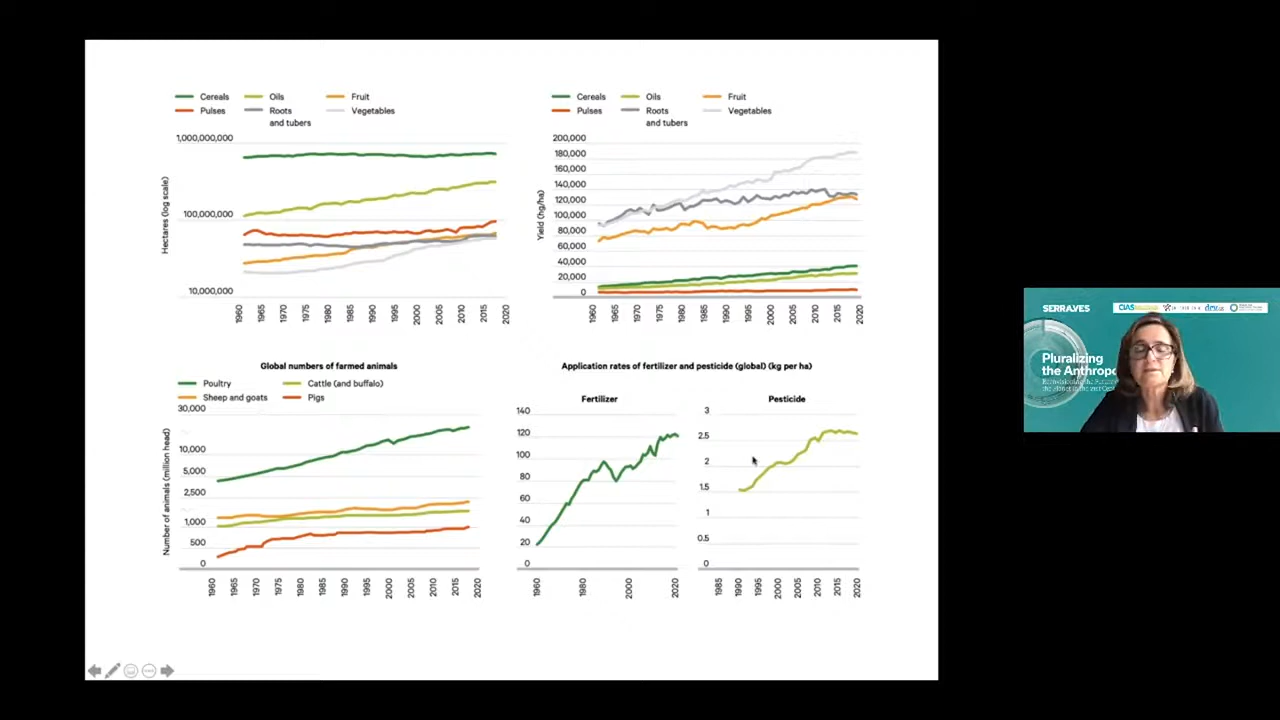 Cereals Oils Fruit
Pulses Roots and tubers Vegetables
1,000,000,000
100,000,000
10,000,000
Hectares (log scale)
1960 1965 1970 1975 1980 1985 1990 1995 2000 2005 2010 2015 2020
Cereals Oils Fruit
Pulses Roots and tubers Vegetables
200,000
180,000
160,000
140,000
120,000
100,000
80,000
60,000
40,000
20,000
0
Yield (hg/ha)
1960 1965 1970 1975 1980 1985 1990 1995 2000 2005 2010 2015 2020
Global numbers of farmed animals
Poultry Cattle (and buffalo)
Sheep and goats Pigs
30,000
10,000
5,000
2,500
1,000
500
0
Number of animals (million head)
1960 1965 1970 1975 1980 1985 1990 1995 2000 2005 2010 2015 2020
Application rates of fertilizer and pesticide (global) (kg per ha)
Fertilizer
140
120
100
80
60
40
20
0
1960 1980 2000 2020
Pesticide
3
2.5
2
1.5
1
0.5
0
1985 1990 1995 2000 2005 2010 2015 2020
SERRALVES
CIAS
Pluralizing
the Anthropo